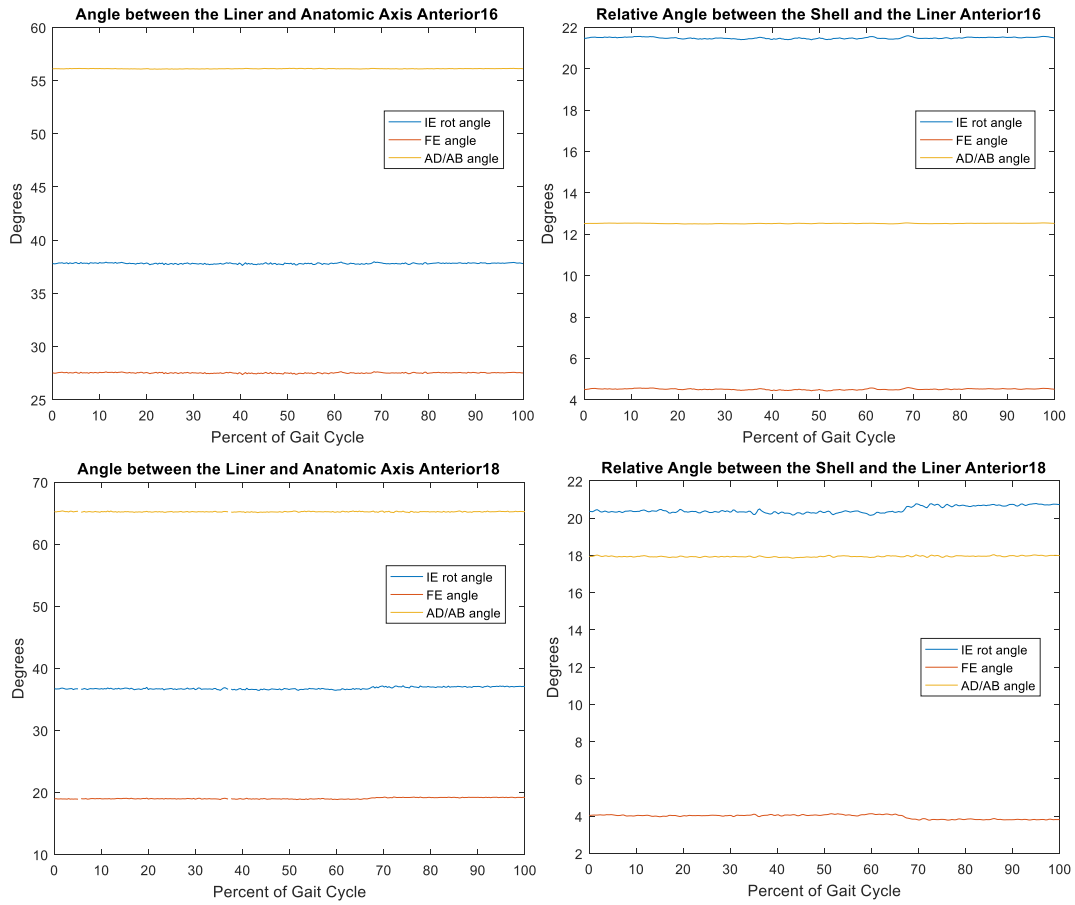 Angle between the Liner and Anatomic Axis Anterior16
60
55
50
45
40
35
30
25
Degrees
IE rot angle
FE angle
AD/AB angle
0 10 20 30 40 50 60 70 80 90 100
Percent of Gait Cycle
Relative Angle between the Shell and the Liner Anterior16
22
20
18
16
14
12
10
8
6
4
Degrees
IE rot angle
FE angle
AD/AB angle
0 10 20 30 40 50 60 70 80 90 100
Percent of Gait Cycle
Angle between the Liner and Anatomic Axis Anterior18
70
60
50
40
30
20
10
Degrees
IE rot angle
FE angle
AD/AB angle
0 10 20 30 40 50 60 70 80 90 100
Percent of Gait Cycle
Relative Angle between the Shell and the Liner Anterior18
22
20
18
16
14
12
10
8
6
4
2
Degrees
IE rot angle
FE angle
AD/AB angle
0 10 20 30 40 50 60 70 80 90 100
Percent of Gait Cycle